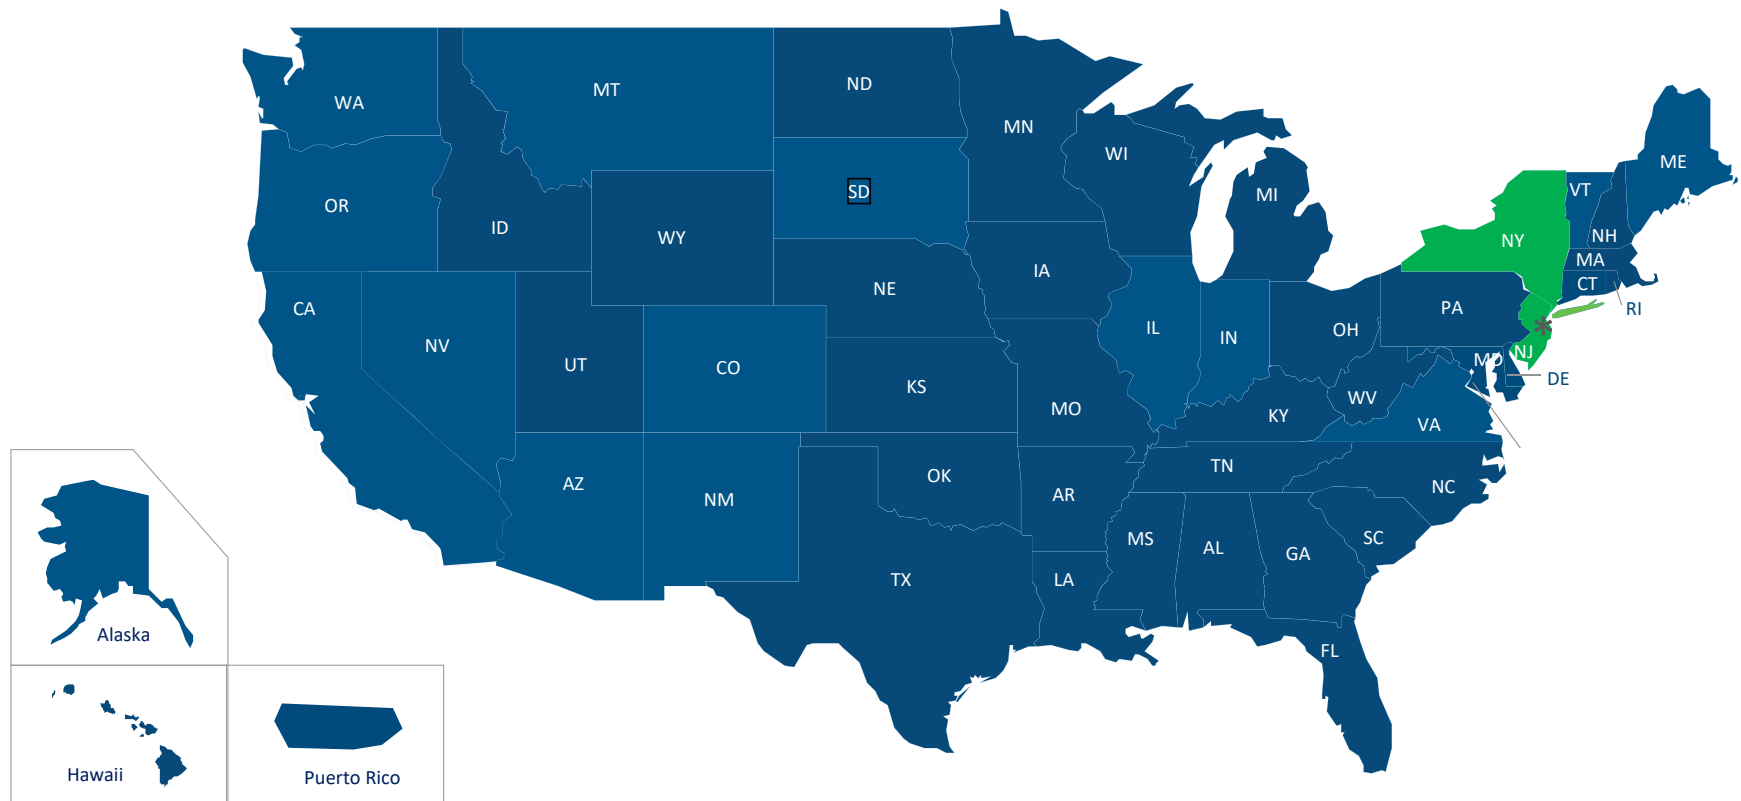 WA
MT
ND
MN
WI
MI
ME
VT
NH
NY
MA
CT
RI
OR
ID
WY
SD
IA
NE
PA
NJ
MD
DE
CA
NV
UT
CO
KS
MO
IL
IN
OH
WV
KY
VA
AZ
NM
OK
AR
TN
NC
SC
MS
AL
GA
TX
LA
FL
*
Alaska
Hawaii
Puerto Rico